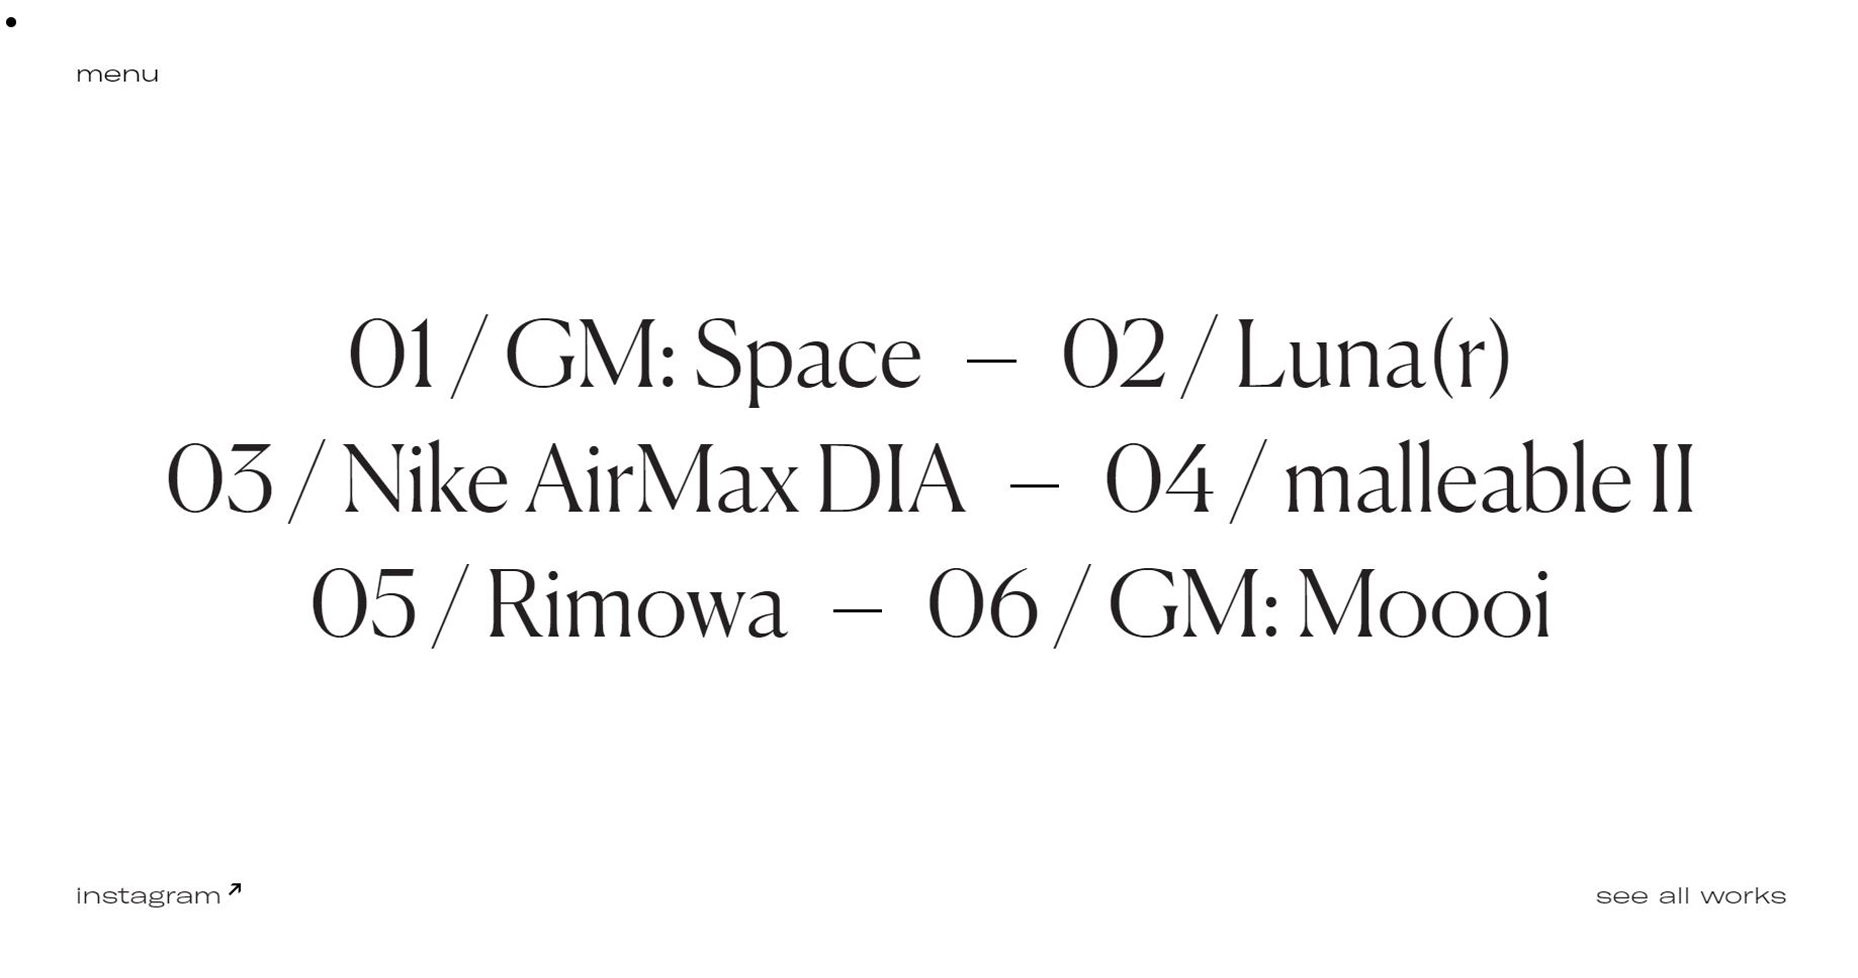 menu
01 / GM: Space – 02 / Luna(r)
03 / Nike AirMax DIA – 04 / malleable II
05 / Rimowa – 06 / GM: Moooi
instagram ↗
see all works